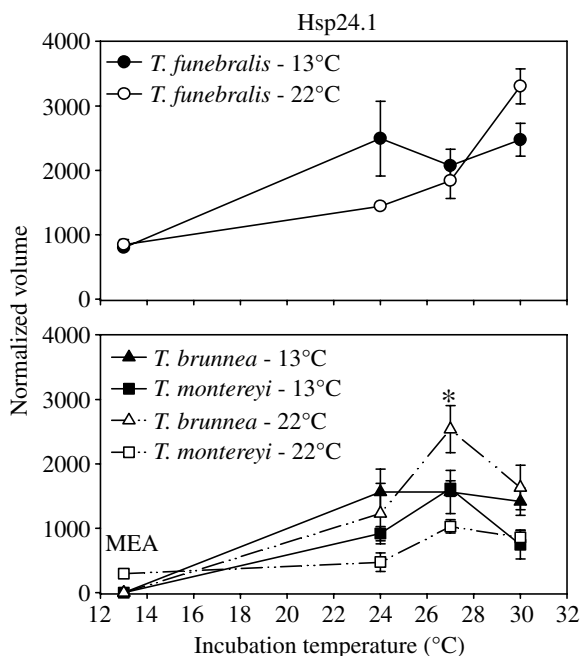 Hsp24.1
4000
3000
2000
1000
0
T. funebralis - 13°C
T. funebralis - 22°C
Normalized volume
4000
3000
2000
1000
0
T. brunnea - 13°C
T. montereyi - 13°C
T. brunnea - 22°C
T. montereyi - 22°C
*
MEA
12 14 16 18 20 22 24 26 28 30 32
Incubation temperature (°C)